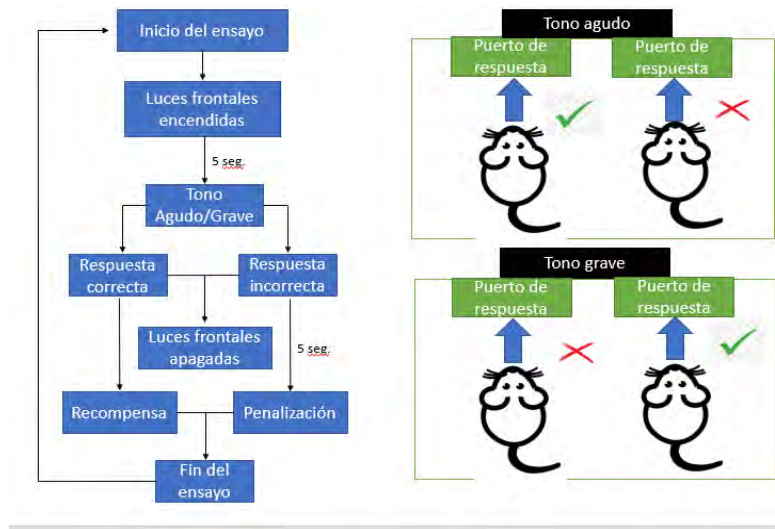 Inicio del ensayo
Luces frontales
encendidas
5 seg.
Tono
Agudo/Grave
Respuesta
correcta
Respuesta
incorrecta
Luces frontales
apagadas
5 seg.
Recompensa
Penalización
Fin del
ensayo
Tono agudo
Puerto de
respuesta
Puerto de
respuesta
Tono grave
Puerto de
respuesta
Puerto de
respuesta